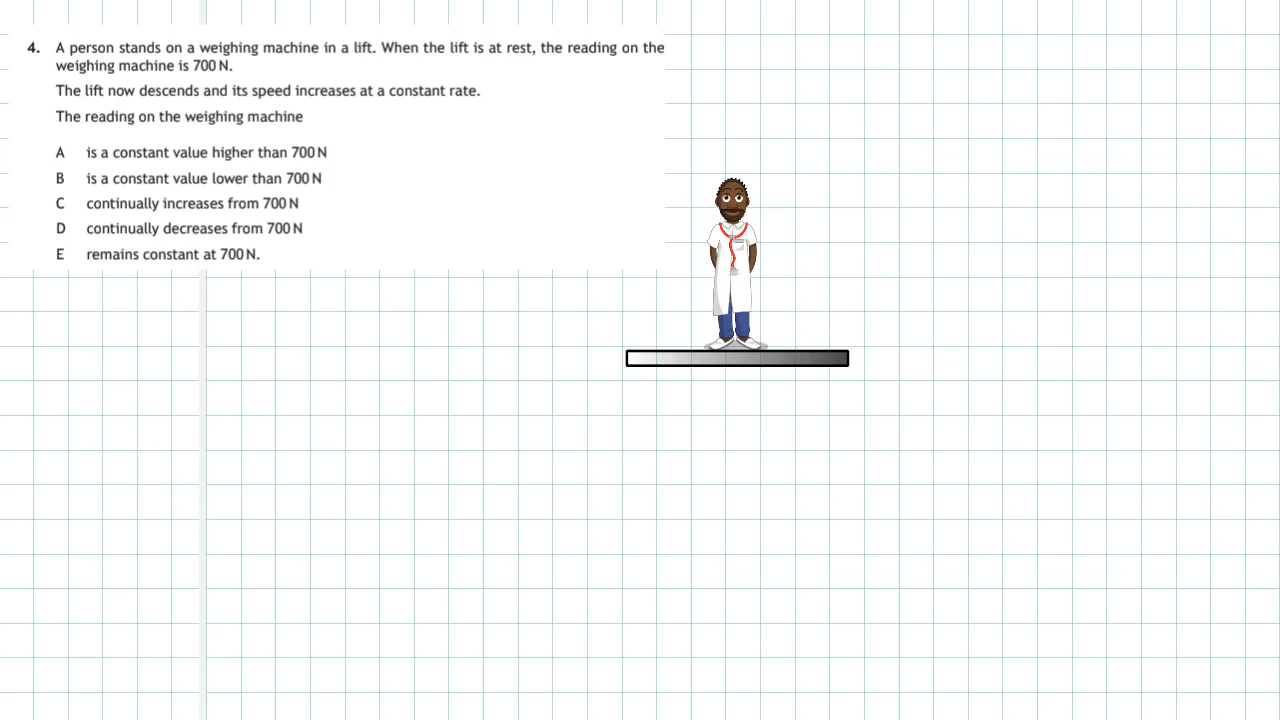 4. A person stands on a weighing machine in a lift. When the lift is at rest, the reading on the
weighing machine is 700 N.
The lift now descends and its speed increases at a constant rate.
The reading on the weighing machine
A is a constant value higher than 700 N
B is a constant value lower than 700 N
C continually increases from 700 N
D continually decreases from 700 N
E remains constant at 700 N.